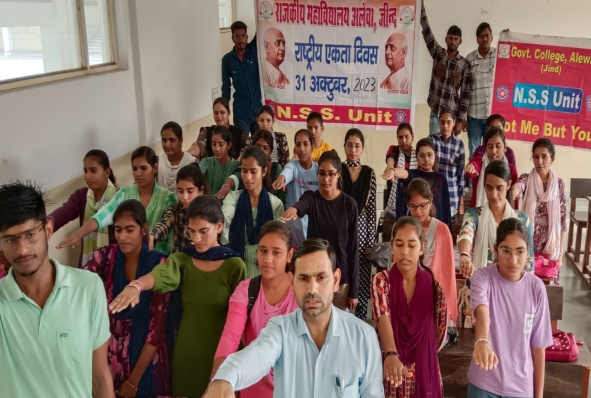 राजकीय महाविद्यालय अलेवा, जीन्द
राष्ट्रीय एकता दिवस
31 अक्टुबर, 2023
N.S.S. Unit
Govt. College, Alew
(Jind)
N.S.S Unit
ot Me But You